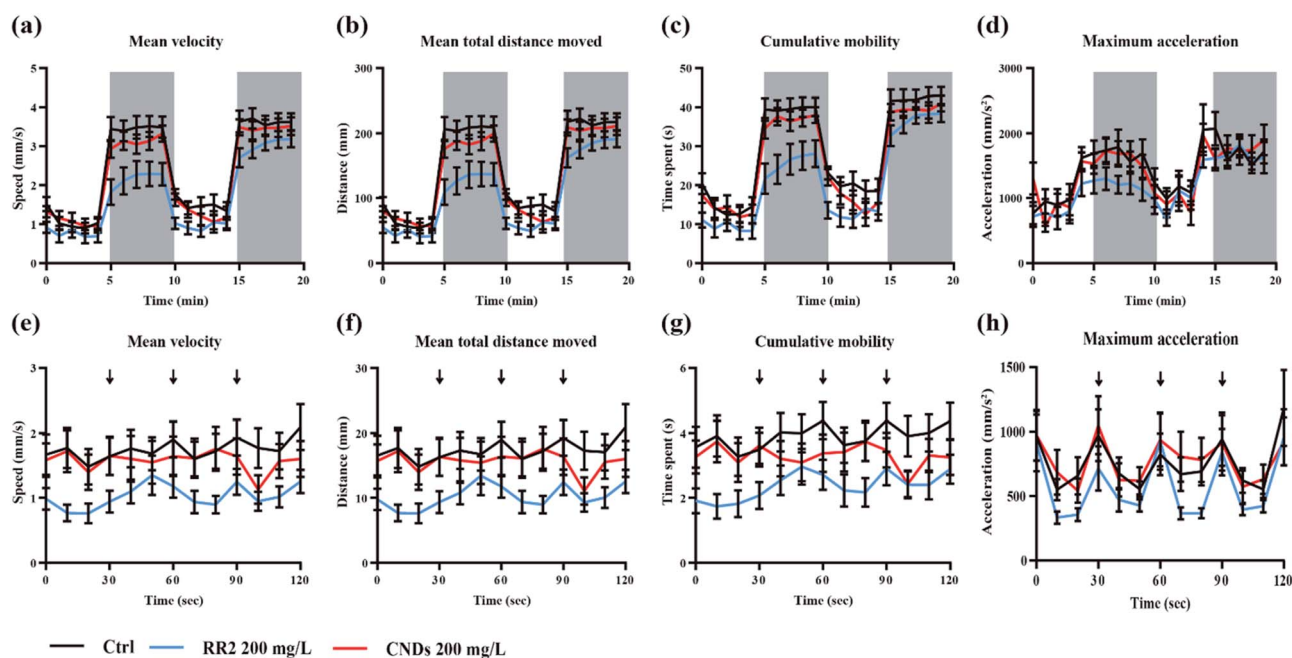 (a)
Mean velocity
5
4
3
2
1
0
Speed (mm/s)
0 5 10 15 20
Time (min)
(b)
Mean total distance moved
300
200
100
0
Distance (mm)
0 5 10 15 20
Time (min)
(c)
Cumulative mobility
50
40
30
20
10
0
Time spent (s)
0 5 10 15 20
Time (min)
(d)
Maximum acceleration
3000
2000
1000
0
Acceleration (mm/s²)
0 5 10 15 20
Time (min)
(e)
Mean velocity
3
2
1
0
Speed (mm/s)
0 30 60 90 120
Time (sec)
(f)
Mean total distance moved
30
20
10
0
Distance (mm)
0 30 60 90 120
Time (sec)
(g)
Cumulative mobility
6
4
2
0
Time spent (s)
0 30 60 90 120
Time (sec)
(h)
Maximum acceleration
1500
1000
500
0
Acceleration (mm/s²)
0 30 60 90 120
Time (sec)
Ctrl RR2 200 mg/L CNDs 200 mg/L